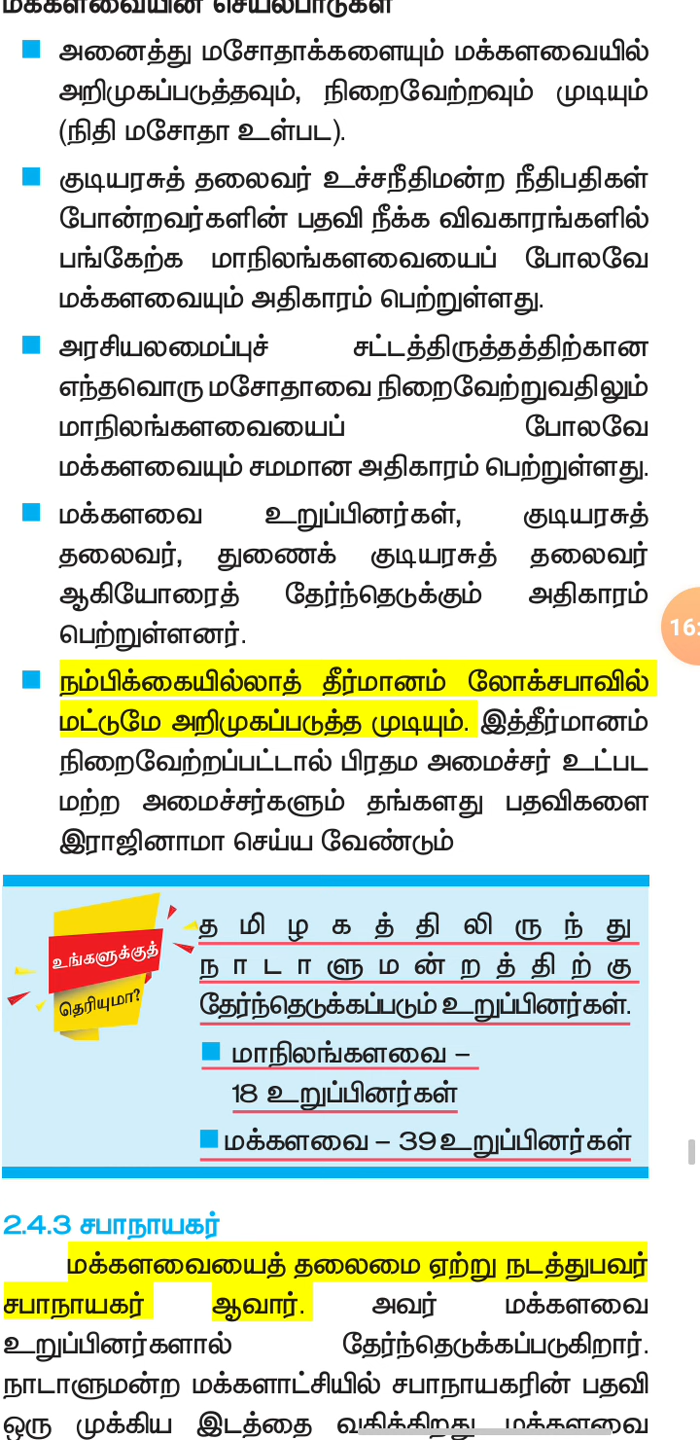 மக்களவையின் செயல்பாடுகள்
அனைத்து மசோதாக்களையும் மக்களவையில்
அறிமுகப்படுத்தவும், நிறைவேற்றவும் முடியும்
(நிதி மசோதா உள்பட).
குடியரசுத் தலைவர் உச்சநீதிமன்ற நீதிபதிகள்
போன்றவர்களின் பதவி நீக்க விவகாரங்களில்
பங்கேற்க மாநிலங்களவையைப் போலவே
மக்களவையும் அதிகாரம் பெற்றுள்ளது.
அரசியலமைப்புச் சட்டத்திருத்தத்திற்கான
எந்தவொரு மசோதாவை நிறைவேற்றுவதிலும்
மாநிலங்களவையைப் போலவே
மக்களவையும் சமமான அதிகாரம் பெற்றுள்ளது.
மக்களவை உறுப்பினர்கள், குடியரசுத்
தலைவர், துணைக் குடியரசுத் தலைவர்
ஆகியோரைத் தேர்ந்தெடுக்கும் அதிகாரம்
பெற்றுள்ளனர்.
நம்பிக்கையில்லாத் தீர்மானம் லோக்சபாவில்
மட்டுமே அறிமுகப்படுத்த முடியும். இத்தீர்மானம்
நிறைவேற்றப்பட்டால் பிரதம அமைச்சர் உட்பட
மற்ற அமைச்சர்களும் தங்களது பதவிகளை
இராஜினாமா செய்ய வேண்டும்
உங்களுக்குத்
தெரியுமா?
தமிழகத்திலிருந்து
நாடாளுமன்றத்திற்கு
தேர்ந்தெடுக்கப்படும் உறுப்பினர்கள்.
மாநிலங்களவை –
18 உறுப்பினர்கள்
மக்களவை – 39 உறுப்பினர்கள்
2.4.3 சபாநாயகர்
மக்களவையைத் தலைமை ஏற்று நடத்துபவர்
சபாநாயகர் ஆவார். அவர் மக்களவை
உறுப்பினர்களால் தேர்ந்தெடுக்கப்படுகிறார்.
நாடாளுமன்ற மக்களாட்சியில் சபாநாயகரின் பதவி
ஒரு முக்கிய இடத்தை வகிக்கிறது. மக்களவை
16: